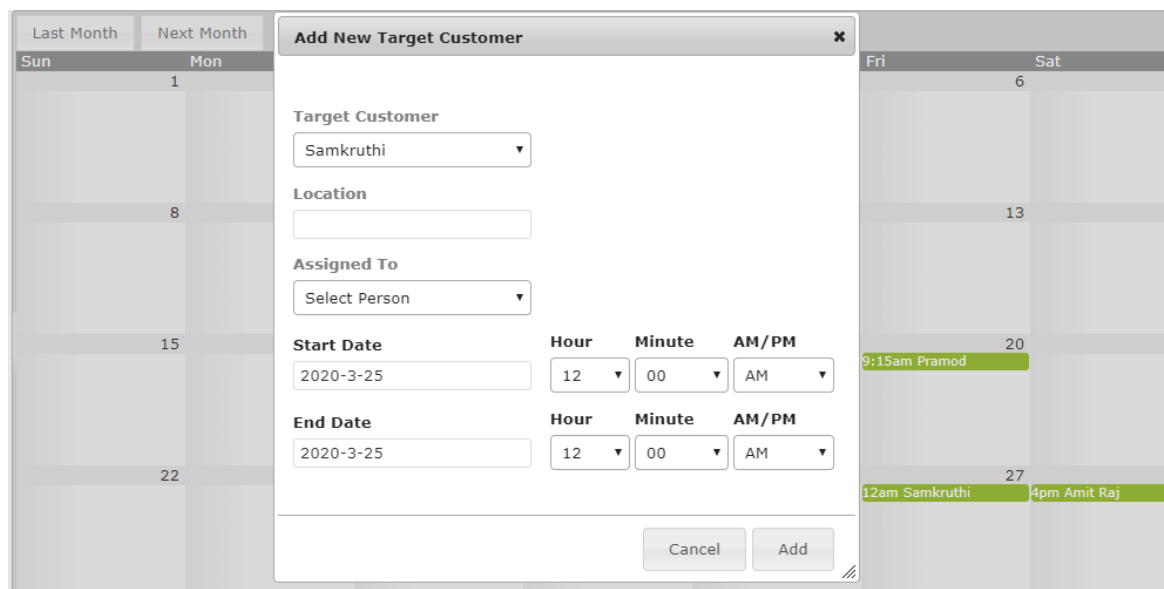 Last Month Next Month
Add New Target Customer
Sun Mon Fri Sat
1 6
Target Customer
Samkruthi
Location
8 13
Assigned To
Select Person
15 20
Start Date Hour Minute AM/PM
9:15am Pramod
2020-3-25 12 00 AM
End Date Hour Minute AM/PM
2020-3-25 12 00 AM
22 27
12am Samkruthi 4pm Amit Raj
Cancel Add